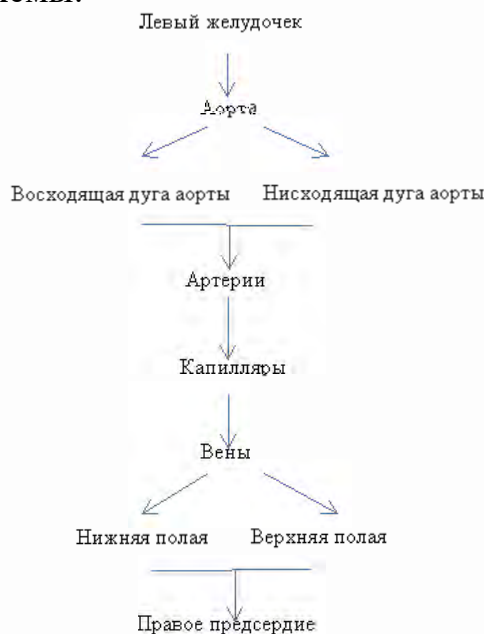 Левый желудочек
Аорта
Восходящая дуга аорты Нисходящая дуга аорты
Артерии
Капилляры
Вены
Нижняя полая Верхняя полая
Правое предсердие